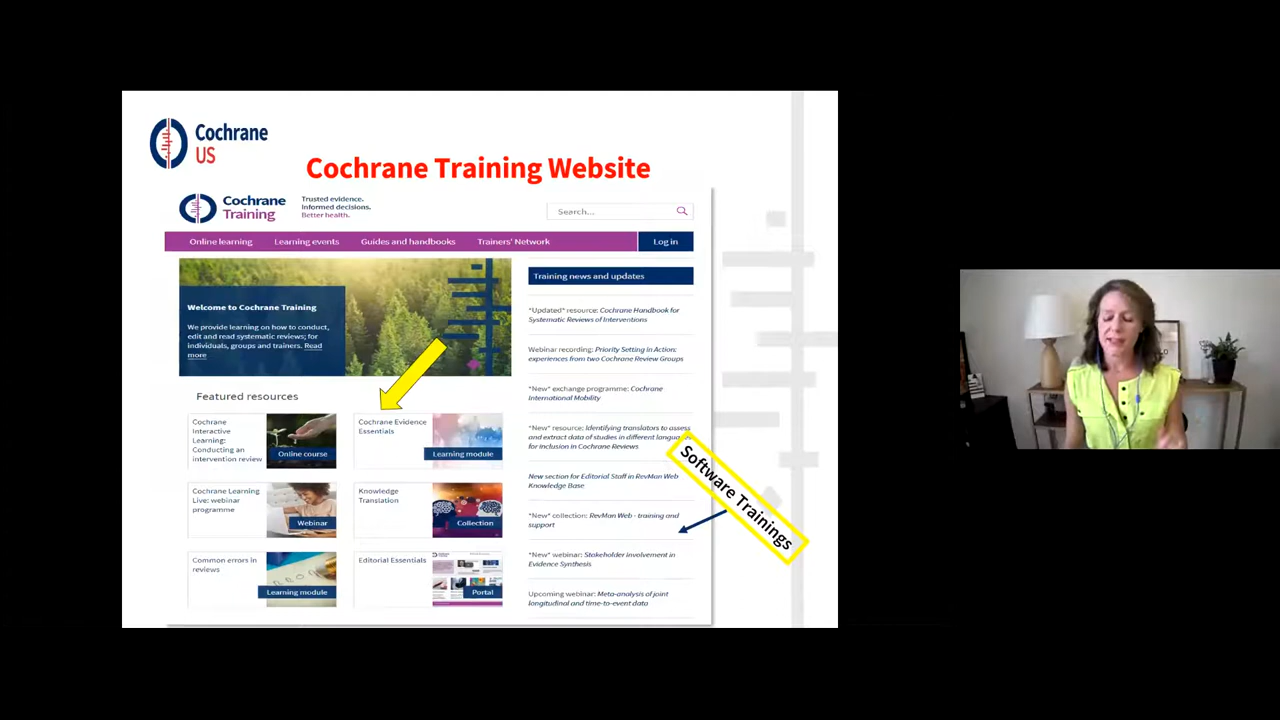 Cochrane
US
Cochrane Training Website
Cochrane
Training
Trusted evidence.
Informed decisions.
Better health.
Search...
Online learning
Learning events
Guides and handbooks
Trainers' Network
Log in
Welcome to Cochrane Training
We provide learning on how to conduct,
edit and read systematic reviews; for
individuals, groups and trainers. Read
more
Featured resources
Cochrane
Interactive
Learning:
Conducting an
intervention review
Online course
Cochrane Evidence
Essentials
Learning module
Cochrane Learning
Live: webinar
programme
Webinar
Knowledge
Translation
Collection
Common errors in
reviews
Learning module
Editorial Essentials
Portal
Training news and updates
*Updated* resource: Cochrane Handbook for
Systematic Reviews of Interventions
Webinar recording: Priority Setting in Action:
experiences from two Cochrane Review Groups
*New* exchange programme: Cochrane
International Mobility
*New* resource: Identifying translators to assess
and extract data of studies in different
for inclusion in Cochrane Reviews
New section for Editorial Staff in RevMan Web
Knowledge Base
*New* collection: RevMan Web - training and
support
*New* webinar: Stakeholder involvement in
Evidence Synthesis
Upcoming webinar: Meta-analysis of joint
longitudinal and time-to-event data
Software Trainings